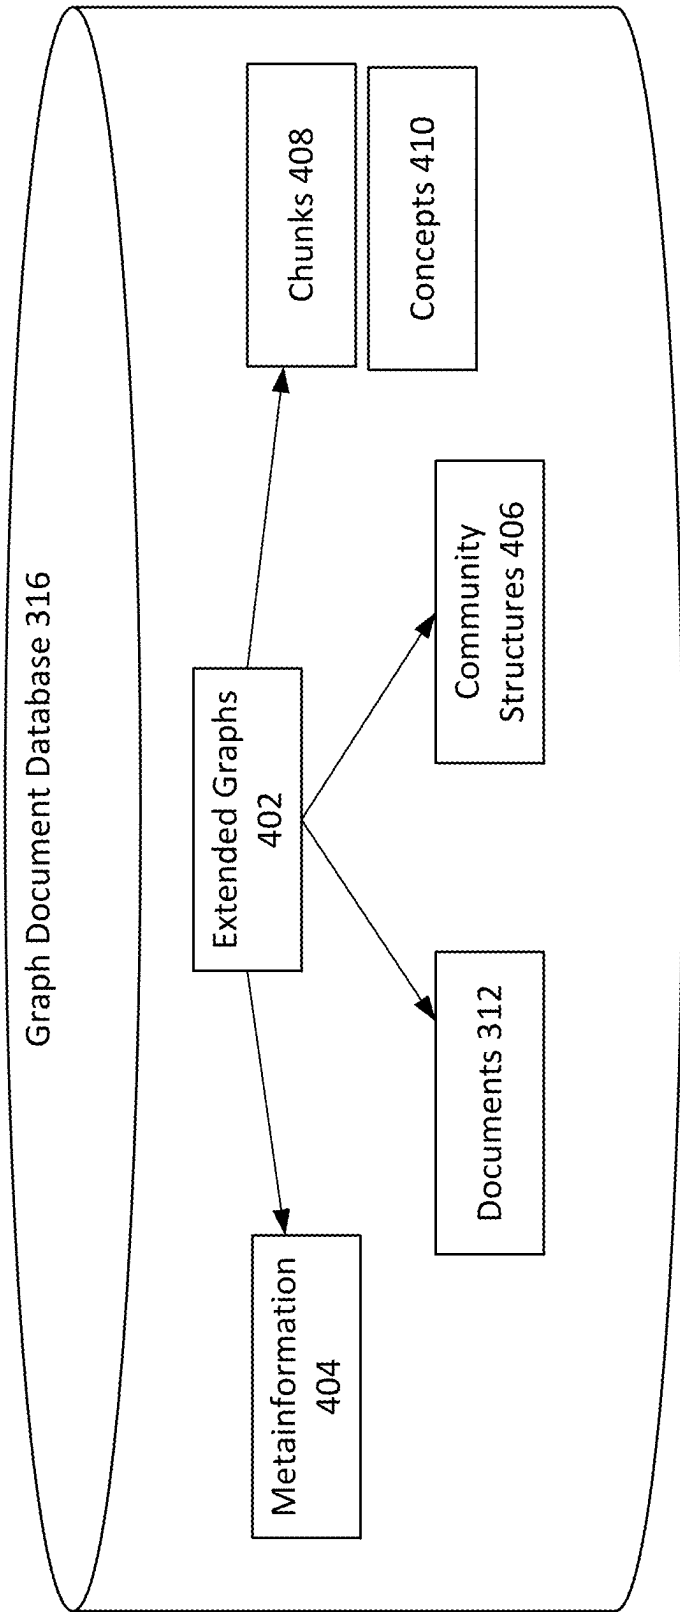 Graph Document Database 316
Extended Graphs
402
Metainformation
404
Chunks 408
Concepts 410
Documents 312
Community
Structures 406